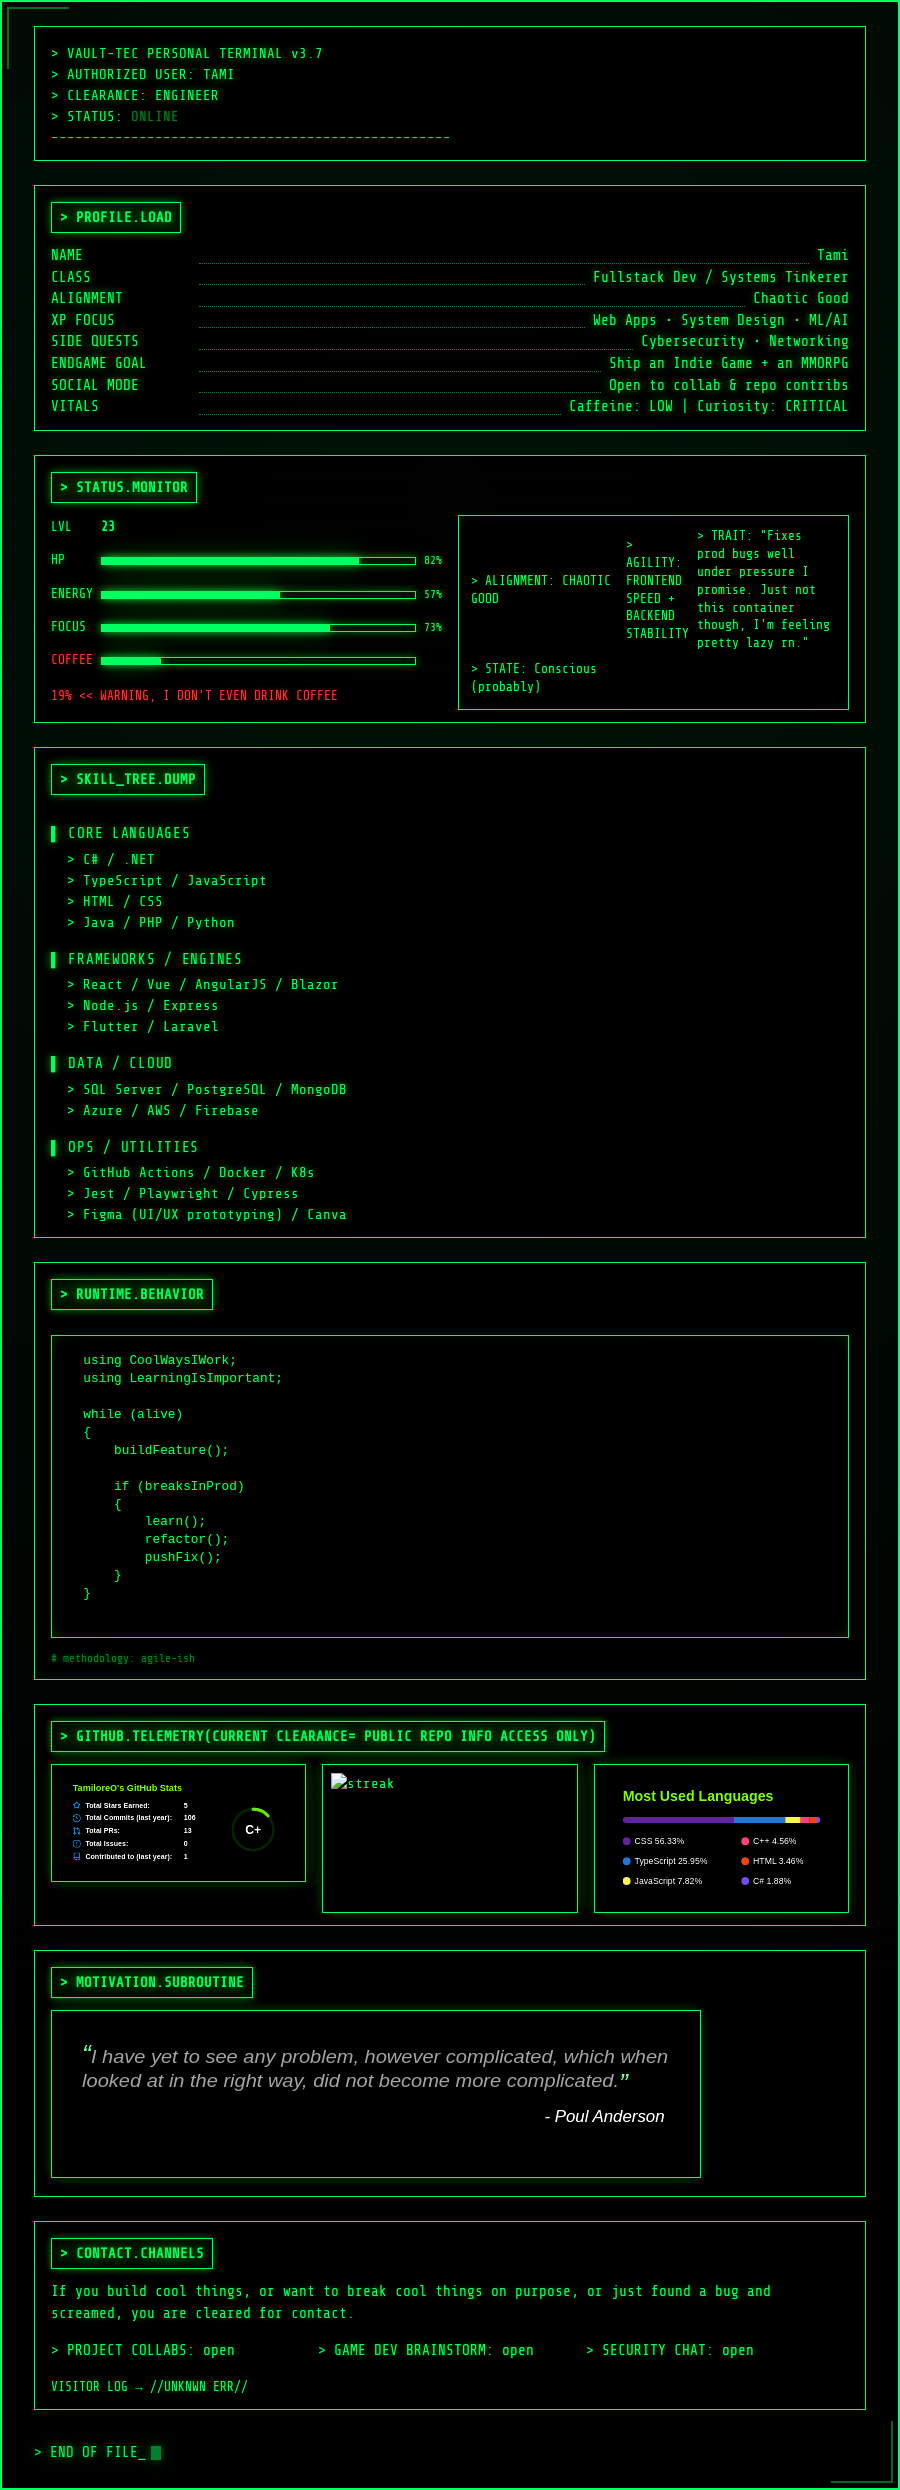 > VAULT-TEC PERSONAL TERMINAL v3.7
> AUTHORIZED USER: TAMI
> CLEARANCE: ENGINEER
> STATUS: ONLINE
--------------------------------------------------
> PROFILE.LOAD
NAME Tami
CLASS Fullstack Dev / Systems Tinkerer
ALIGNMENT Chaotic Good
XP FOCUS Web Apps · System Design · ML/AI
SIDE QUESTS Cybersecurity · Networking
ENDGAME GOAL Ship an Indie Game + an MMORPG
SOCIAL MODE Open to collab & repo contribs
VITALS Caffeine: LOW | Curiosity: CRITICAL
> STATUS.MONITOR
LVL 23
HP 82%
ENERGY 57%
FOCUS 73%
COFFEE
19% << WARNING, I DON'T EVEN DRINK COFFEE
> ALIGNMENT: CHAOTIC
GOOD
>
AGILITY:
FRONTEND
SPEED +
BACKEND
STABILITY
> TRAIT: "Fixes
prod bugs well
under pressure I
promise. Just not
this container
though, I'm feeling
pretty lazy rn."
> STATE: Conscious
(probably)
> SKILL_TREE.DUMP
CORE LANGUAGES
> C# / .NET
> TypeScript / JavaScript
> HTML / CSS
> Java / PHP / Python
FRAMEWORKS / ENGINES
> React / Vue / AngularJS / Blazor
> Node.js / Express
> Flutter / Laravel
DATA / CLOUD
> SQL Server / PostgreSQL / MongoDB
> Azure / AWS / Firebase
OPS / UTILITIES
> GitHub Actions / Docker / K8s
> Jest / Playwright / Cypress
> Figma (UI/UX prototyping) / Canva
> RUNTIME.BEHAVIOR
using CoolWaysIWork;
using LearningIsImportant;
while (alive)
{
buildFeature();
if (breaksInProd)
{
learn();
refactor();
pushFix();
}
}
# methodology: agile-ish
> GITHUB.TELEMETRY(CURRENT CLEARANCE= PUBLIC REPO INFO ACCESS ONLY)
TamiloreO's GitHub Stats
Total Stars Earned: 5
Total Commits (last year): 106
Total PRs: 13
Total Issues: 0
Contributed to (last year): 1
C+
streak
Most Used Languages
CSS 56.33%
TypeScript 25.95%
JavaScript 7.82%
C++ 4.56%
HTML 3.46%
C# 1.88%
> MOTIVATION.SUBROUTINE
“I have yet to see any problem, however complicated, which when
looked at in the right way, did not become more complicated.”
- Poul Anderson
> CONTACT.CHANNELS
If you build cool things, or want to break cool things on purpose, or just found a bug and
screamed, you are cleared for contact.
> PROJECT COLLABS: open > GAME DEV BRAINSTORM: open > SECURITY CHAT: open
VISITOR LOG → //UNKNWN ERR//
> END OF FILE_